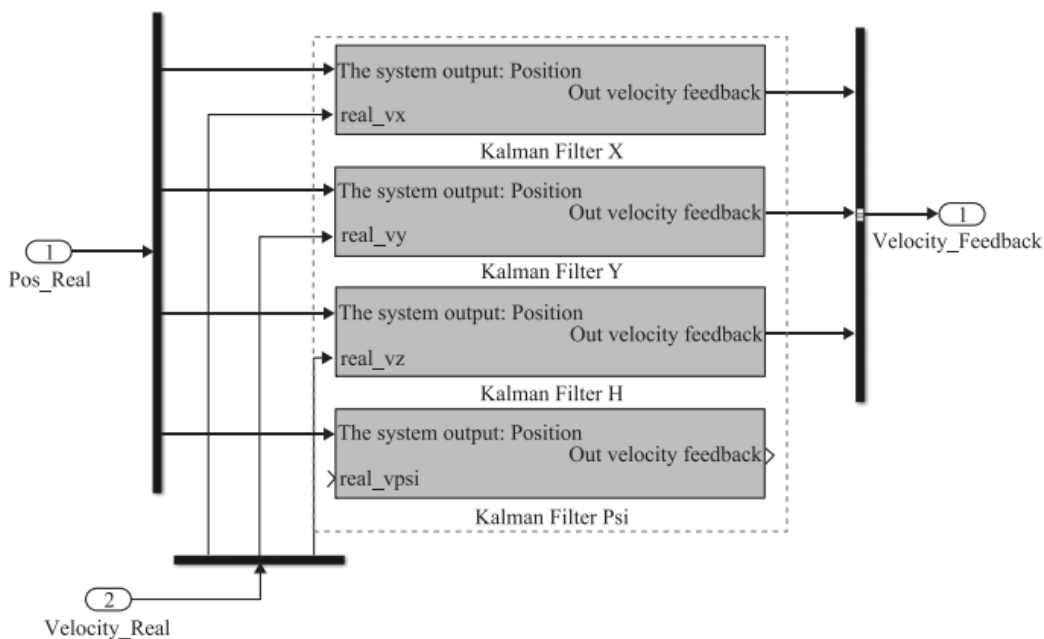 The system output: Position
Out velocity feedback
real_vx
Kalman Filter X
The system output: Position
Out velocity feedback
real_vy
Kalman Filter Y
1
Pos_Real
1
Velocity_Feedback
The system output: Position
Out velocity feedback
real_vz
Kalman Filter H
The system output: Position
Out velocity feedback
real_vpsi
Kalman Filter Psi
2
Velocity_Real